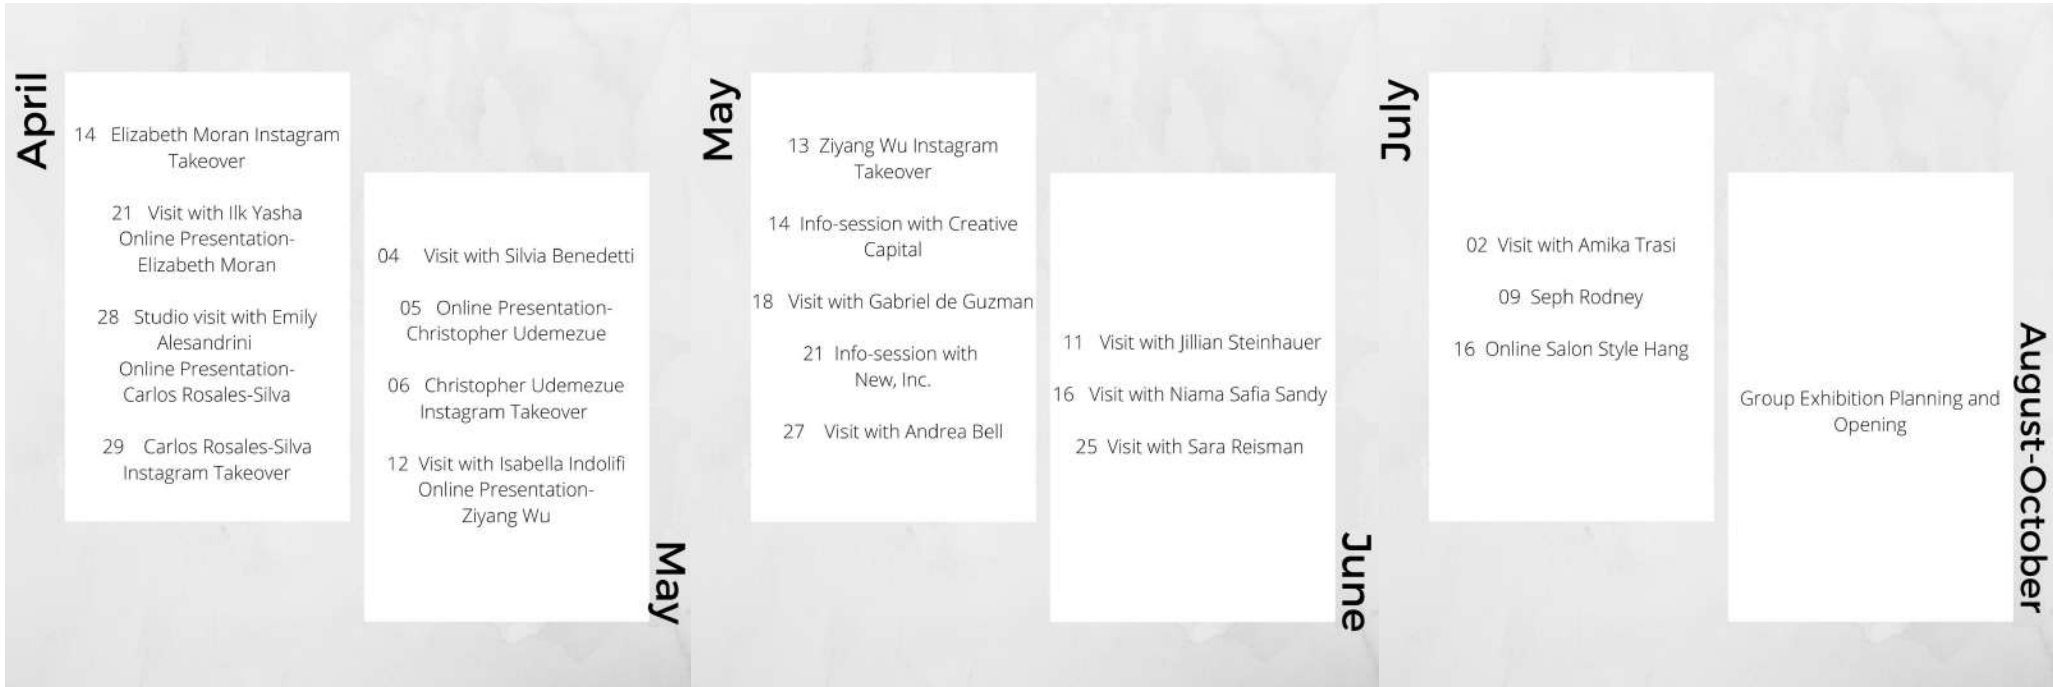 April
14 Elizabeth Moran Instagram
Takeover
21 Visit with Ilk Yasha
Online Presentation-
Elizabeth Moran
28 Studio visit with Emily
Alesandrini
Online Presentation-
Carlos Rosales-Silva
29 Carlos Rosales-Silva
Instagram Takeover
04 Visit with Silvia Benedetti
05 Online Presentation-
Christopher Udemezue
06 Christopher Udemezue
Instagram Takeover
12 Visit with Isabella Indolifi
Online Presentation-
Ziyang Wu
May
May
13 Ziyang Wu Instagram
Takeover
14 Info-session with Creative
Capital
18 Visit with Gabriel de Guzman
21 Info-session with
New, Inc.
27 Visit with Andrea Bell
11 Visit with Jillian Steinhauer
16 Visit with Niama Safia Sandy
25 Visit with Sara Reisman
June
July
02 Visit with Amika Trasi
09 Seph Rodney
16 Online Salon Style Hang
Group Exhibition Planning and
Opening
August-October